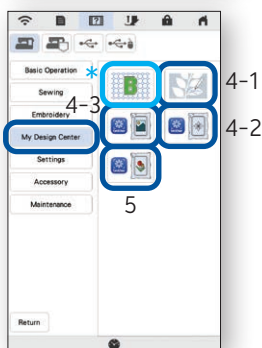 Basic Operation
*
Sewing
4-1
4-3
Embroidery
My Design Center
4-2
Settings
Accessory
5
Maintenance
Return